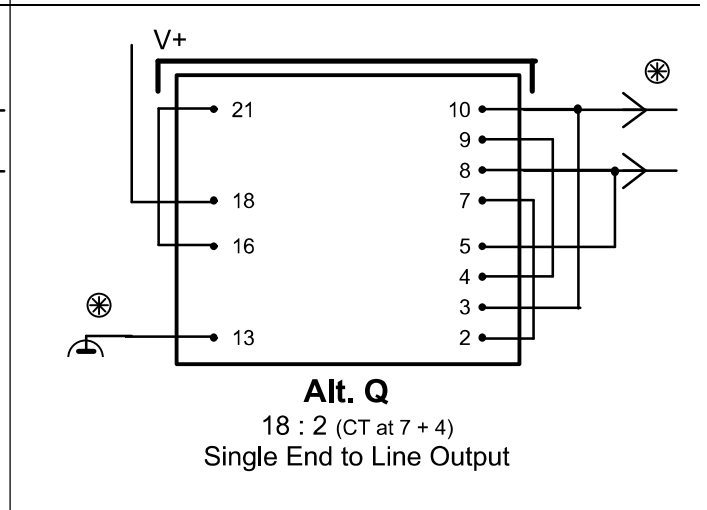 V+
21 10
9
8
18 7
16 5
4
3
13 2
Alt. Q
18 : 2 (CT at 7 + 4)
Single End to Line Output